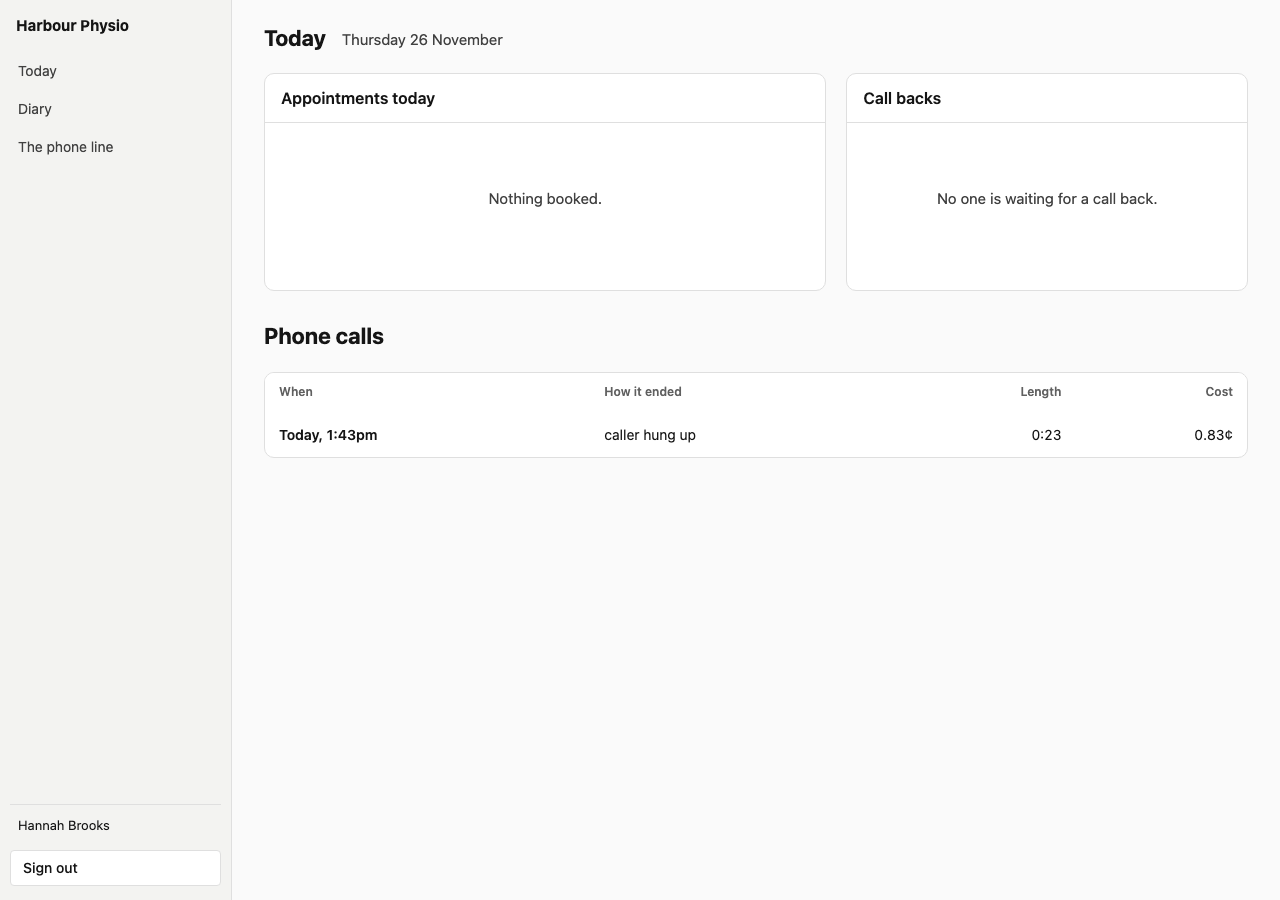 Harbour Physio
Today
Diary
The phone line
Hannah Brooks
Sign out
Today Thursday 26 November
Appointments today
Nothing booked.
Call backs
No one is waiting for a call back.
Phone calls
When How it ended Length Cost
Today, 1:43pm caller hung up 0:23 0.83¢